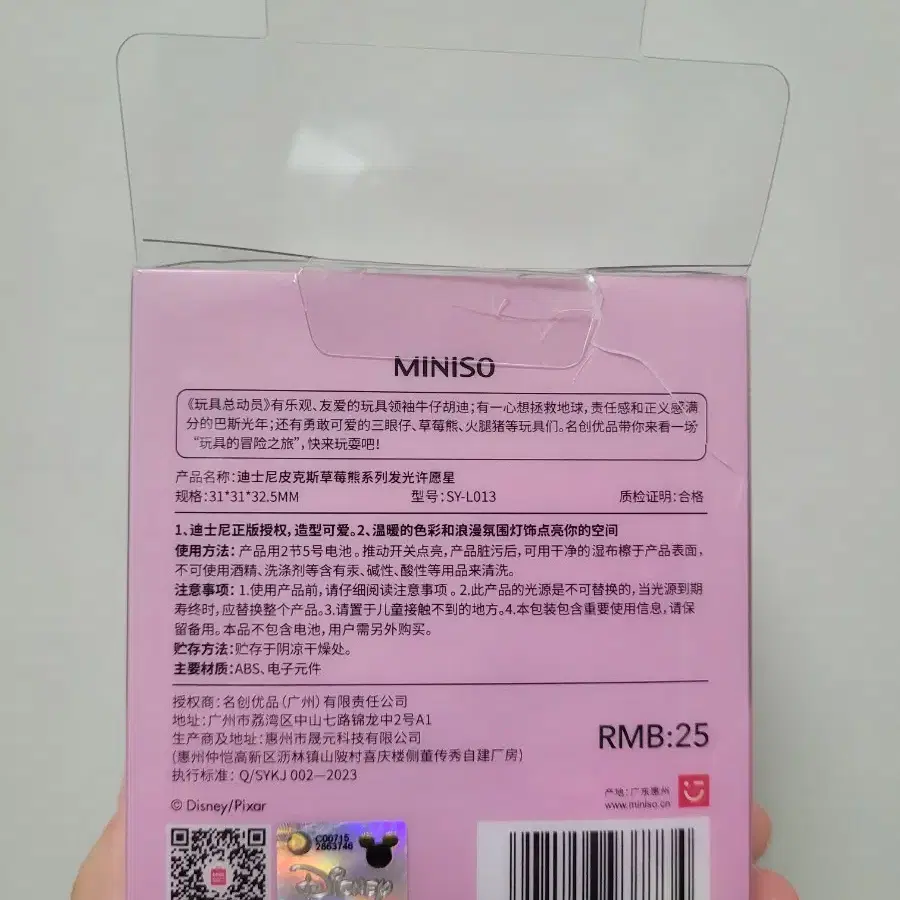 MINISO
《玩具总动员》有乐观、友爱的玩具领袖牛仔胡迪;有一心想拯救地球,责任感和正义感满
分的巴斯光年;还有勇敢可爱的三眼仔、草莓熊、火腿猪等玩具们。名创优品带你来看一场
“玩具的冒险之旅”,快来玩耍吧!
产品名称:迪士尼皮克斯草莓熊系列发光许愿星
规格:31*31*32.5MM 型号:SY-L013 质检证明:合格
1、迪士尼正版授权,造型可爱。2、温暖的色彩和浪漫氛围灯饰点亮你的空间
使用方法:产品用2节5号电池。推动开关点亮,产品脏污后,可用干净的湿布檫于产品表面,
不可使用酒精、洗涤剂等含有汞、碱性、酸性等用品来清洗。
注意事项:1.使用产品前,请仔细阅读注意事项。2.此产品的光源是不可替换的,当光源到期
寿终时,应替换整个产品。3.请置于儿童接触不到的地方。4.本包装包含重要使用信息,请保
留备用。本品不包含电池,用户需另外购买。
贮存方法:贮存于阴凉干燥处。
主要材质:ABS、电子元件
授权商:名创优品(广州)有限责任公司
地址:广州市荔湾区中山七路锦龙中2号A1
生产商及地址:惠州市晟元科技有限公司
(惠州仲恺高新区沥林镇山陂村喜庆楼侧董传秀自建厂房)
执行标准:Q/SYKJ 002—2023
RMB:25
产地:广东惠州
www.miniso.cn
© Disney/Pixar
C00715
2863746
DISNEY